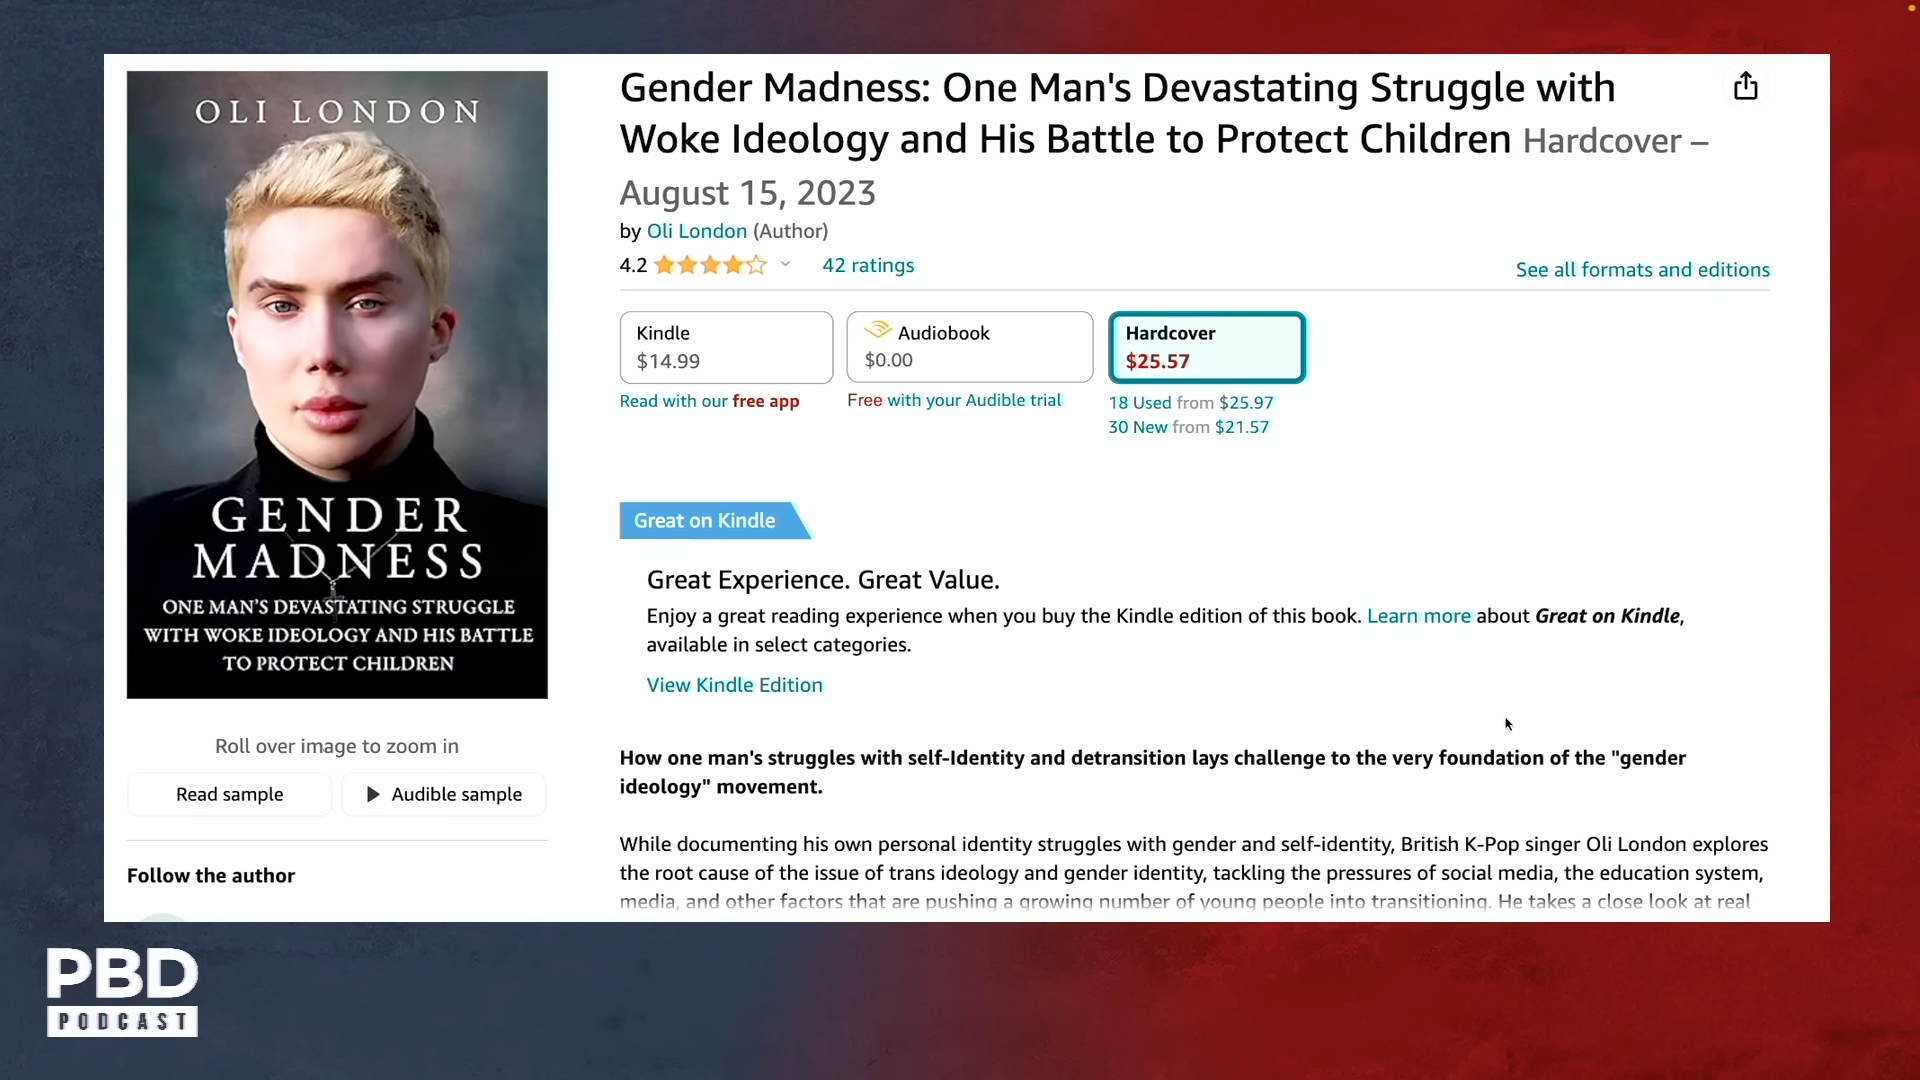 OLI LONDON
GENDER
MADNESS
ONE MAN'S DEVASTATING STRUGGLE
WITH WOKE IDEOLOGY AND HIS BATTLE
TO PROTECT CHILDREN
Roll over image to zoom in
Read sample
Audible sample
Follow the author
Gender Madness: One Man's Devastating Struggle with
Woke Ideology and His Battle to Protect Children Hardcover –
August 15, 2023
by Oli London (Author)
4.2
42 ratings
See all formats and editions
Kindle
$14.99
Read with our free app
Audiobook
$0.00
Free with your Audible trial
Hardcover
$25.57
18 Used from $25.97
30 New from $21.57
Great on Kindle
Great Experience. Great Value.
Enjoy a great reading experience when you buy the Kindle edition of this book. Learn more about Great on Kindle,
available in select categories.
View Kindle Edition
How one man's struggles with self-Identity and detransition lays challenge to the very foundation of the "gender
ideology" movement.
While documenting his own personal identity struggles with gender and self-identity, British K-Pop singer Oli London explores
the root cause of the issue of trans ideology and gender identity, tackling the pressures of social media, the education system,
media, and other factors that are pushing a growing number of young people into transitioning. He takes a close look at real
PBD
PODCAST